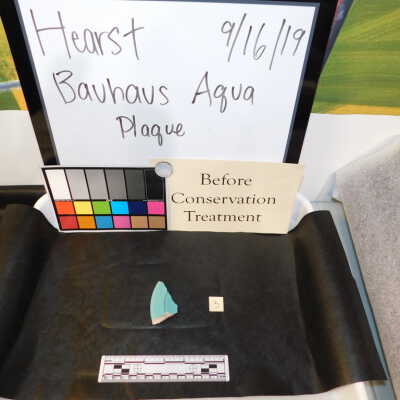 Hearst 9/16/19
Bauhaus Aqua
Plaque
Before
Conservation
Treatment